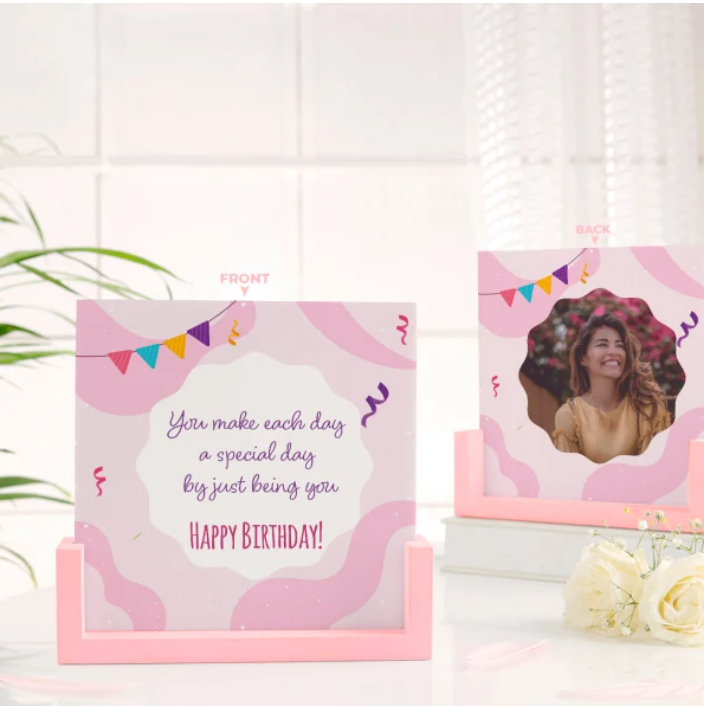 FRONT
BACK
You make each day
a special day
by just being you
HAPPY BIRTHDAY!